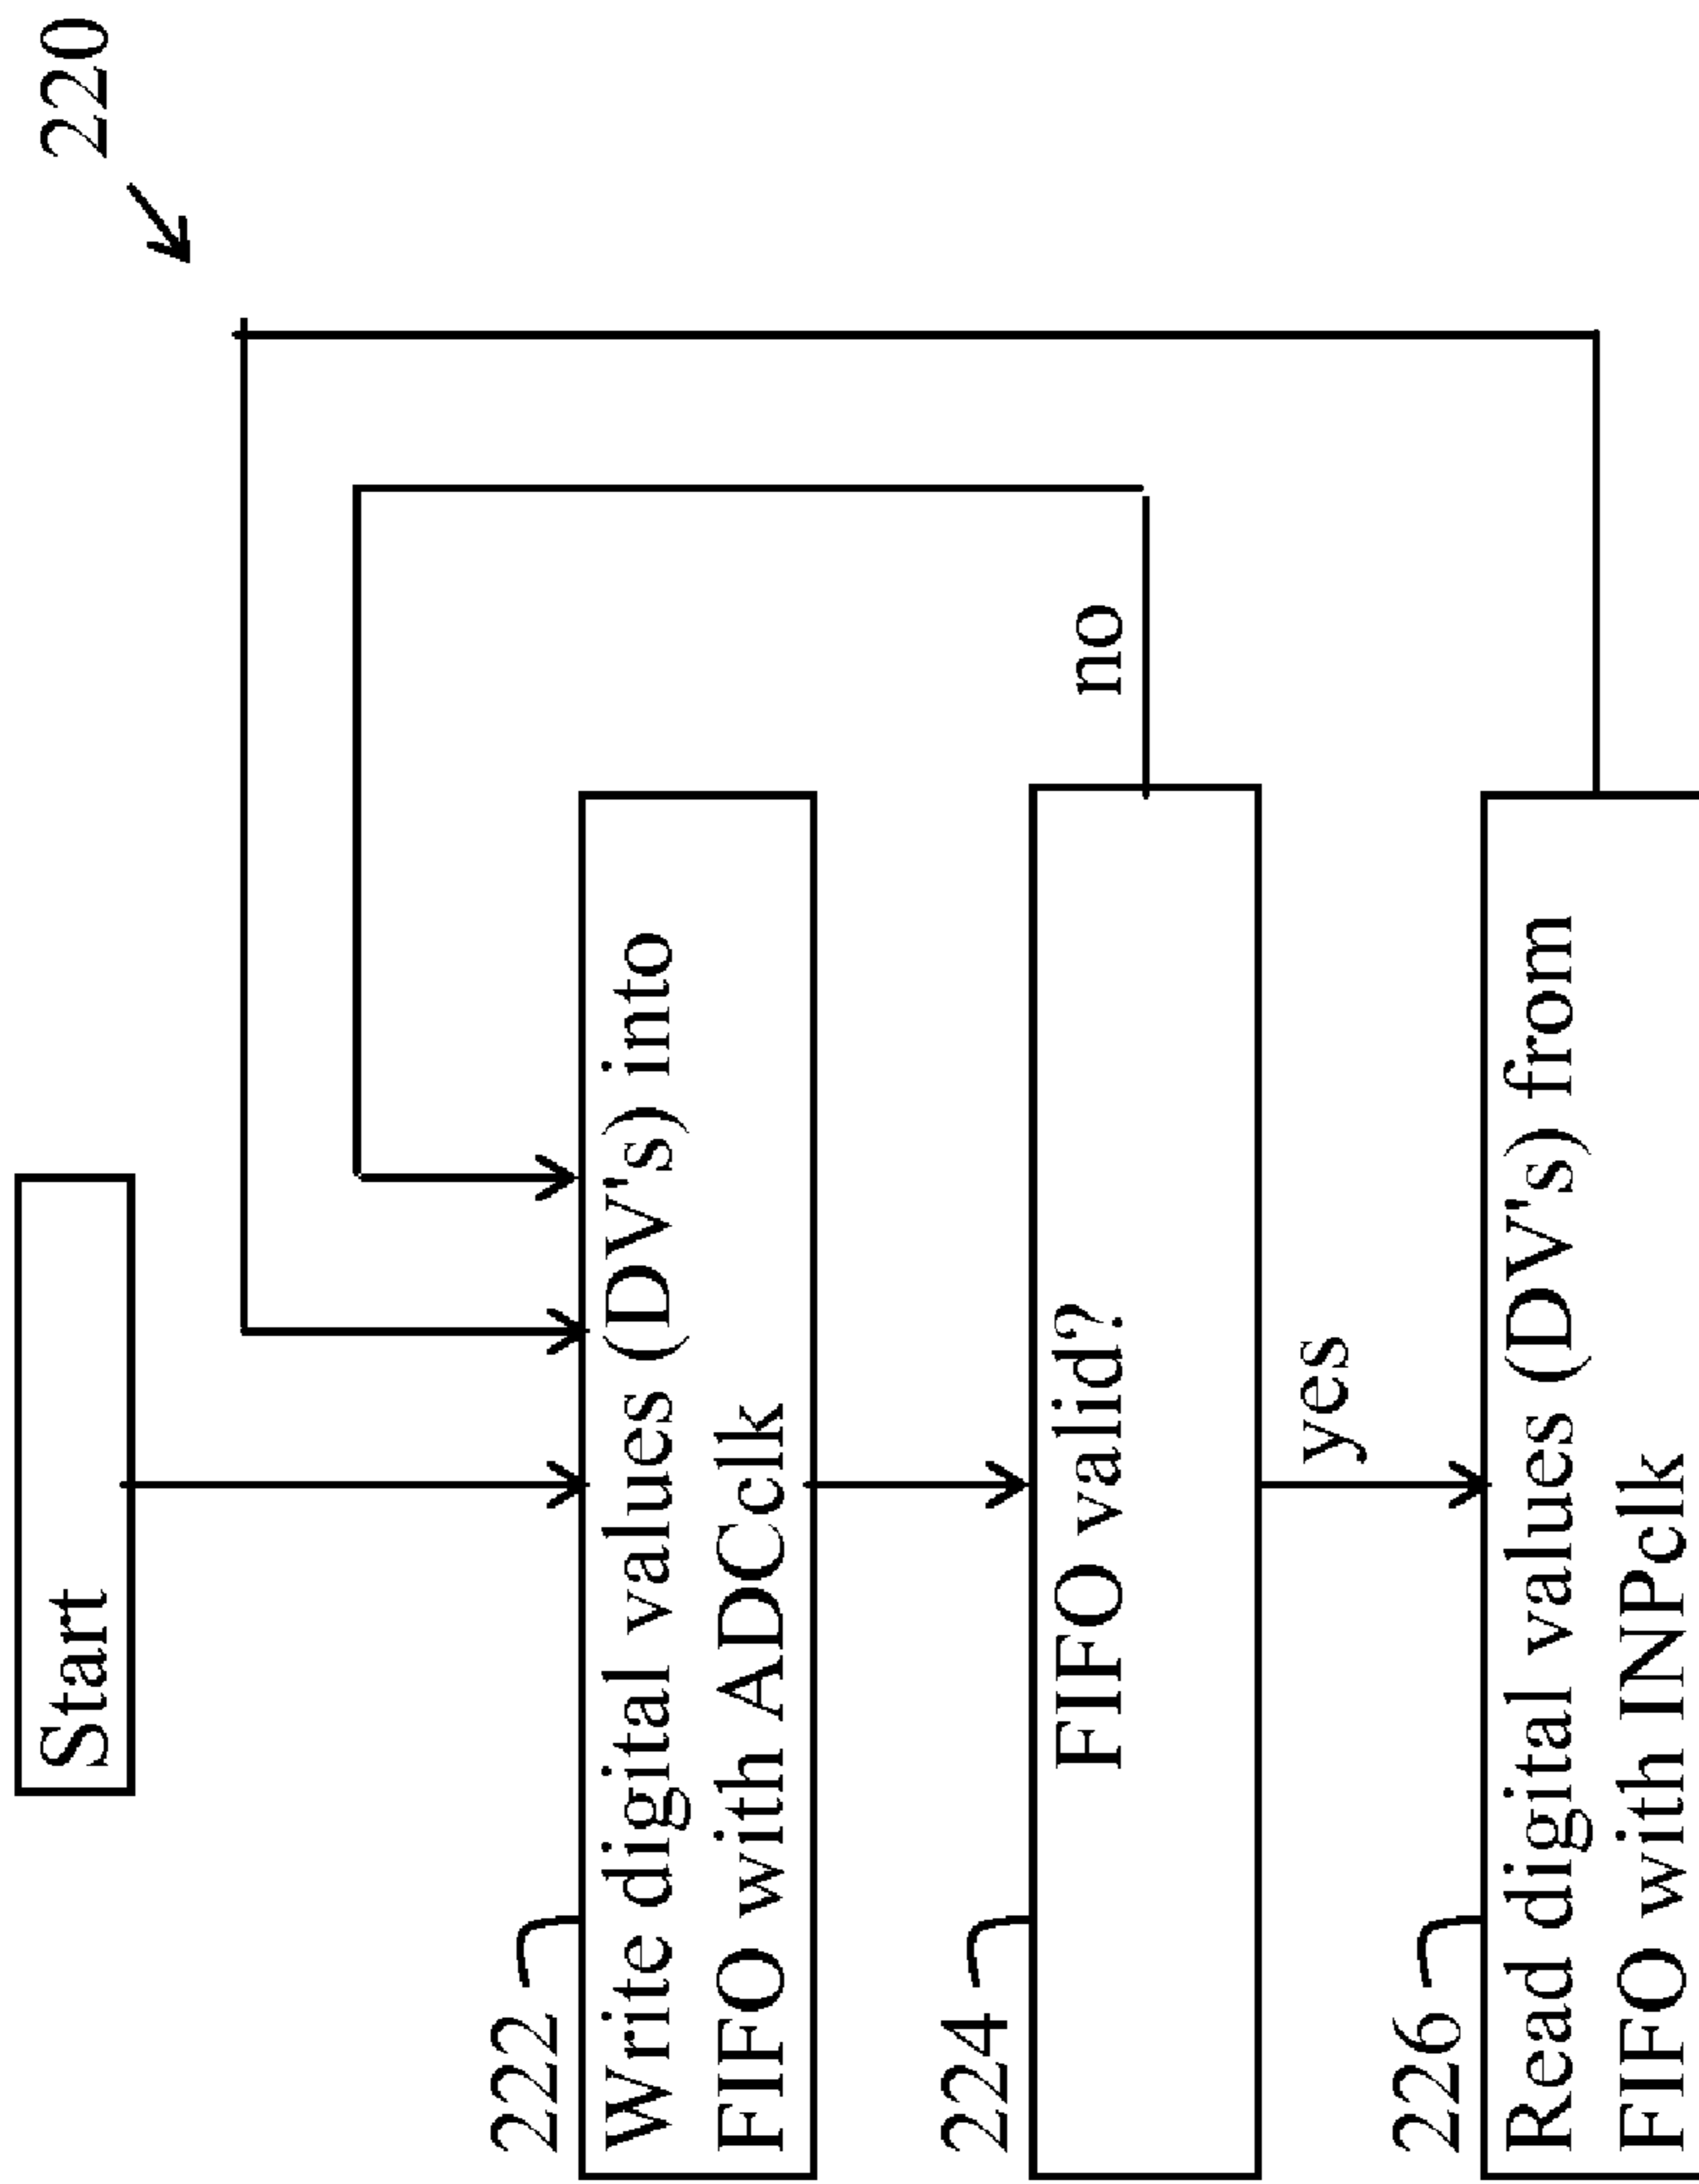 220
Start
222
Write digital values (DV's) into
FIFO with ADCclk
224
FIFO valid?
no
yes
226
Read digital values (DV's) from
FIFO with INPclk